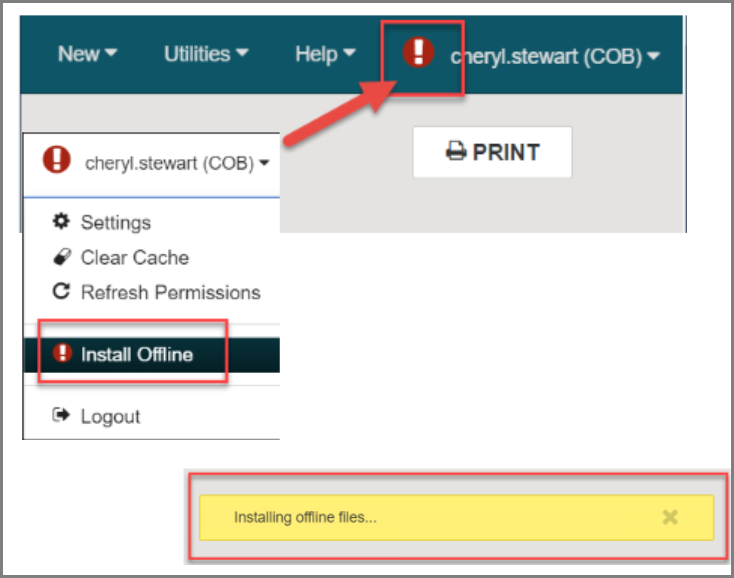 New Utilities Help cheryl.stewart (COB)
PRINT
cheryl.stewart (COB)
Settings
Clear Cache
Refresh Permissions
Install Offline
Logout
Installing offline files...